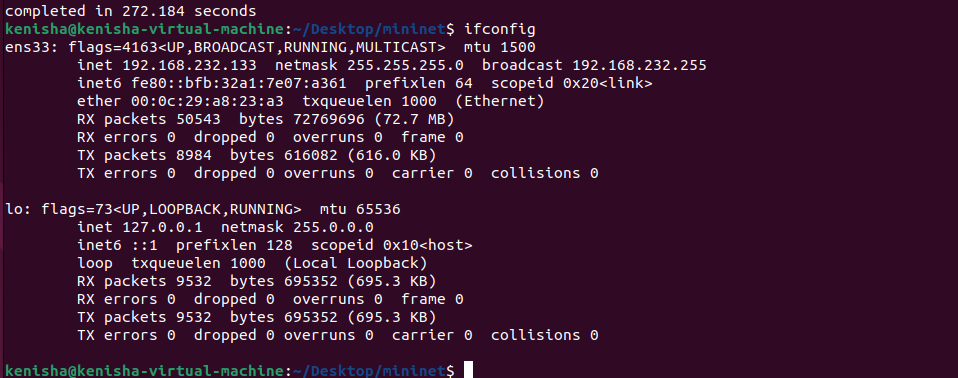 completed in 272.184 seconds
kenisha@kenisha-virtual-machine:~/Desktop/mininet$ ifconfig
ens33: flags=4163<UP,BROADCAST,RUNNING,MULTICAST>  mtu 1500
        inet 192.168.232.133  netmask 255.255.255.0  broadcast 192.168.232.255
        inet6 fe80::bfb:32a1:7e07:a361  prefixlen 64  scopeid 0x20<link>
        ether 00:0c:29:a8:23:a3  txqueuelen 1000  (Ethernet)
        RX packets 50543  bytes 72769696 (72.7 MB)
        RX errors 0  dropped 0  overruns 0  frame 0
        TX packets 8984  bytes 616082 (616.0 KB)
        TX errors 0  dropped 0 overruns 0  carrier 0  collisions 0

lo: flags=73<UP,LOOPBACK,RUNNING>  mtu 65536
        inet 127.0.0.1  netmask 255.0.0.0
        inet6 ::1  prefixlen 128  scopeid 0x10<host>
        loop  txqueuelen 1000  (Local Loopback)
        RX packets 9532  bytes 695352 (695.3 KB)
        RX errors 0  dropped 0  overruns 0  frame 0
        TX packets 9532  bytes 695352 (695.3 KB)
        TX errors 0  dropped 0 overruns 0  carrier 0  collisions 0

kenisha@kenisha-virtual-machine:~/Desktop/mininet$